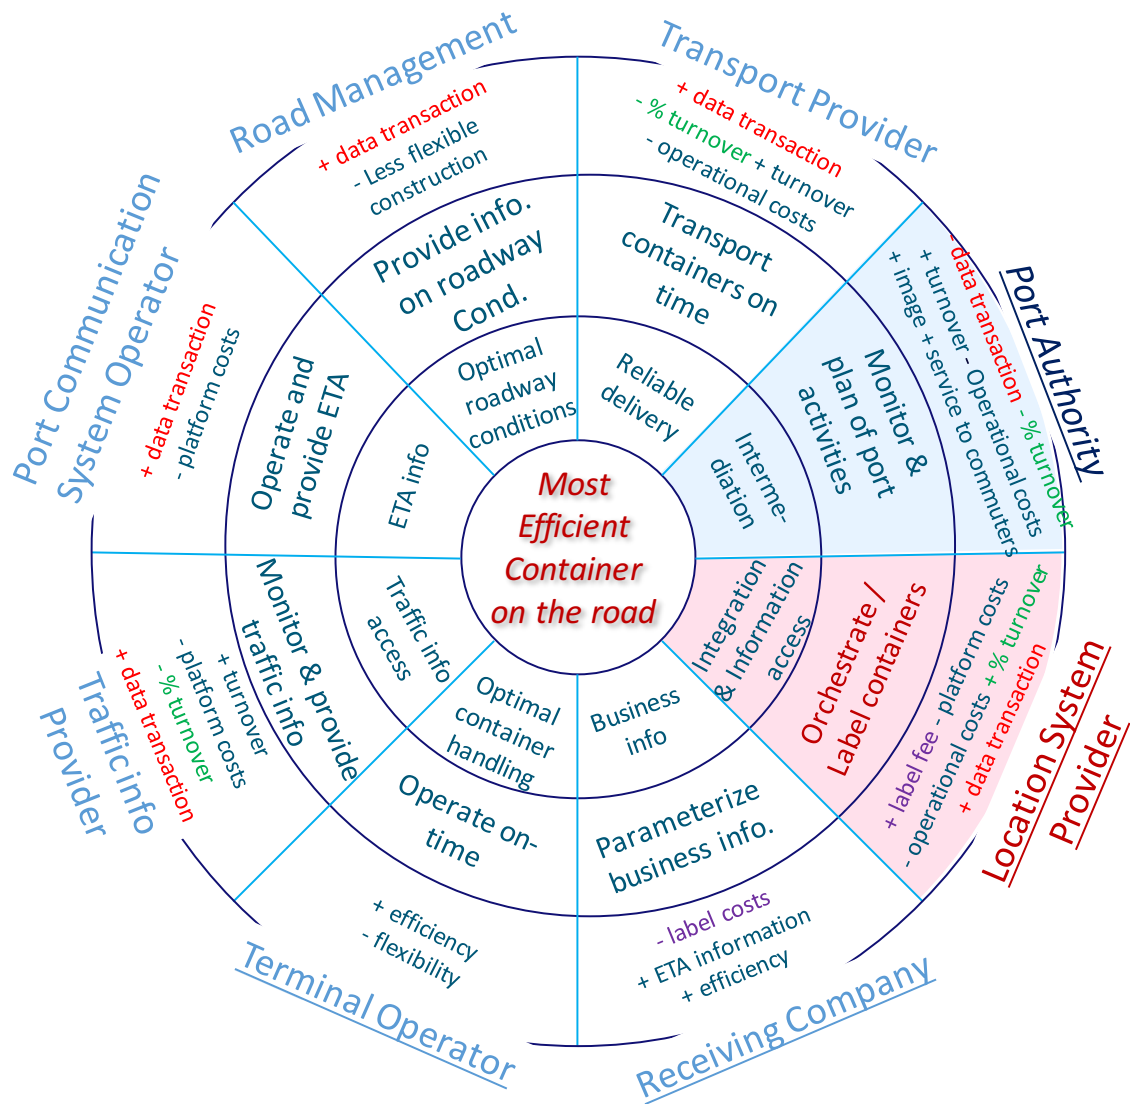 Most
Efficient
Container
on the road
Road Management
+ data transaction
- Less flexible
construction
Provide info.
on roadway
Cond.
Optimal
roadway
conditions
Transport Provider
+ data transaction
- % turnover + turnover
- operational costs
Transport
containers on
time
Reliable
delivery
Port Authority
- data transaction - % turnover
+ turnover - Operational costs
+ image + service to commuters
Monitor &
plan of port
activities
Interme-
diation
Location System
Provider
+ label fee - platform costs
- operational costs + % turnover
+ data transaction
Orchestrate /
Label containers
Integration
& Information
access
Receiving Company
- label costs
+ ETA information
+ efficiency
Parameterize
business info.
Business
info
Terminal Operator
+ efficiency
- flexibility
Operate on-
time
Optimal
container
handling
Traffic info
Provider
+ turnover
- platform costs
- % turnover
+ data transaction
Monitor & provide
traffic info
Traffic info
access
Port Communication
System Operator
+ data transaction
- platform costs
Operate and
provide ETA
ETA info